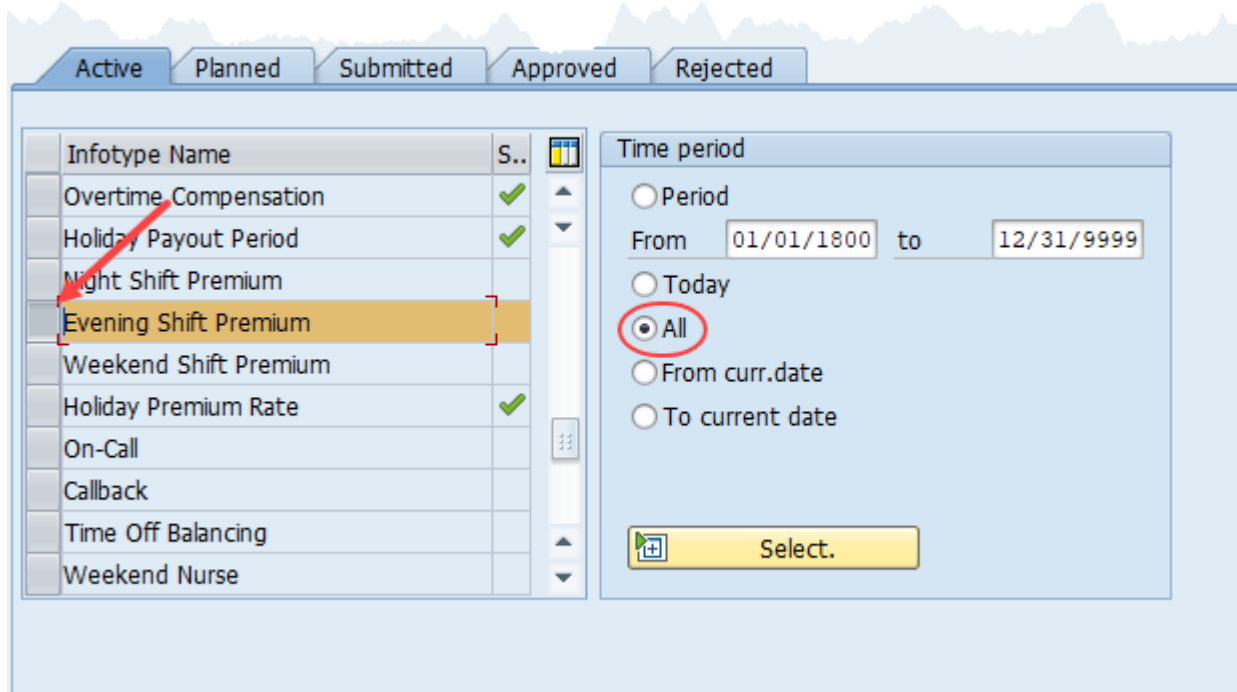 Active Planned Submitted Approved Rejected
Infotype Name S..
Overtime Compensation
Holiday Payout Period
Night Shift Premium
Evening Shift Premium
Weekend Shift Premium
Holiday Premium Rate
On-Call
Callback
Time Off Balancing
Weekend Nurse
Time period
Period
From 01/01/1800 to 12/31/9999
Today
All
From curr.date
To current date
Select.